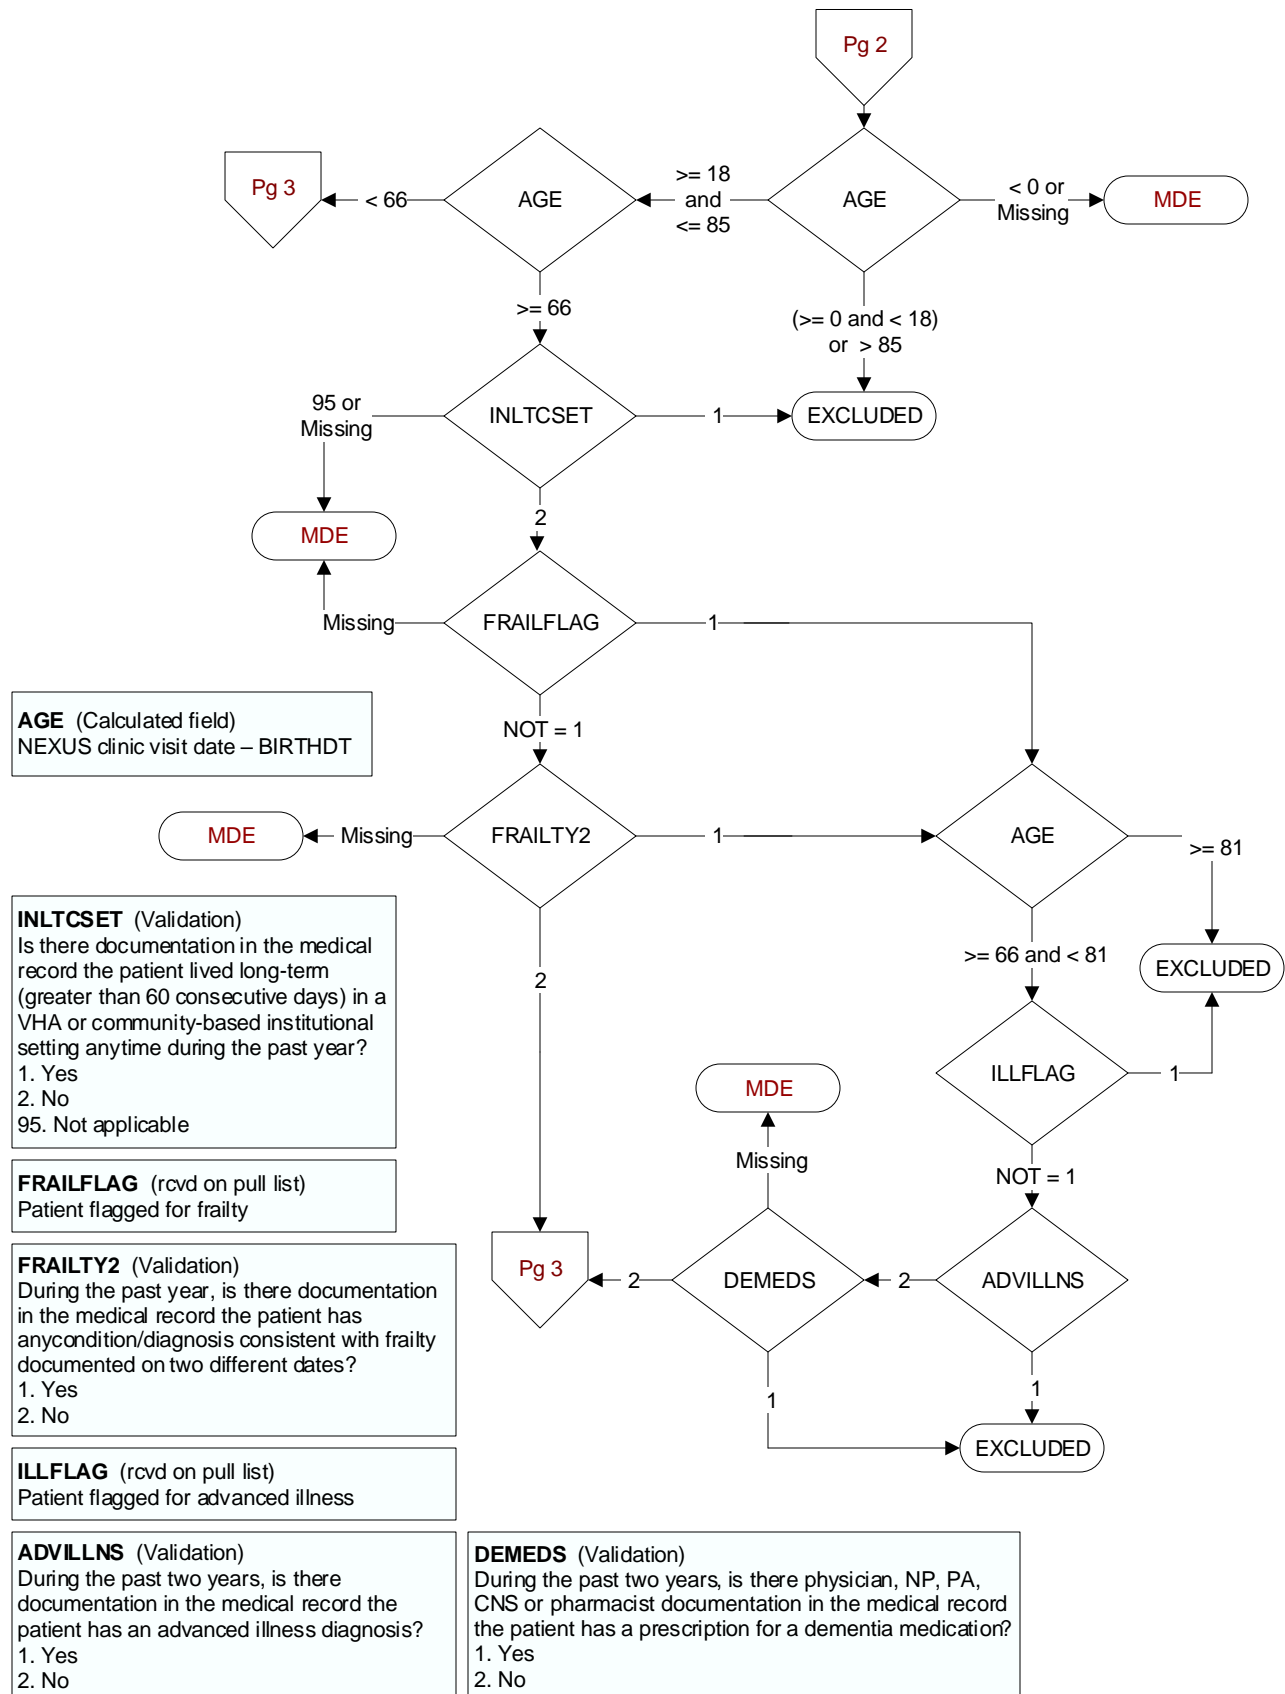 Pg 2
Pg 3
< 66
AGE
>= 18
and
<= 85
AGE
< 0 or
Missing
MDE
>= 66
(>= 0 and < 18)
or > 85
95 or
Missing
INLTCSET
1
EXCLUDED
2
MDE
Missing
FRAILFLAG
1
NOT = 1
AGE (Calculated field)
NEXUS clinic visit date – BIRTHDT
MDE
Missing
FRAILTY2
1
AGE
>= 81
2
>= 66 and < 81
EXCLUDED
INLTCSET (Validation)
Is there documentation in the medical
record the patient lived long-term
(greater than 60 consecutive days) in a
VHA or community-based institutional
setting anytime during the past year?
1. Yes
2. No
95. Not applicable
ILLFLAG
1
MDE
Missing
NOT = 1
FRAILFLAG (rcvd on pull list)
Patient flagged for frailty
Pg 3
2
DEMEDS
2
ADVILLNS
1
1
EXCLUDED
FRAILTY2 (Validation)
During the past year, is there documentation
in the medical record the patient has
anycondition/diagnosis consistent with frailty
documented on two different dates?
1. Yes
2. No
ILLFLAG (rcvd on pull list)
Patient flagged for advanced illness
ADVILLNS (Validation)
During the past two years, is there
documentation in the medical record the
patient has an advanced illness diagnosis?
1. Yes
2. No
DEMEDS (Validation)
During the past two years, is there physician, NP, PA,
CNS or pharmacist documentation in the medical record
the patient has a prescription for a dementia medication?
1. Yes
2. No